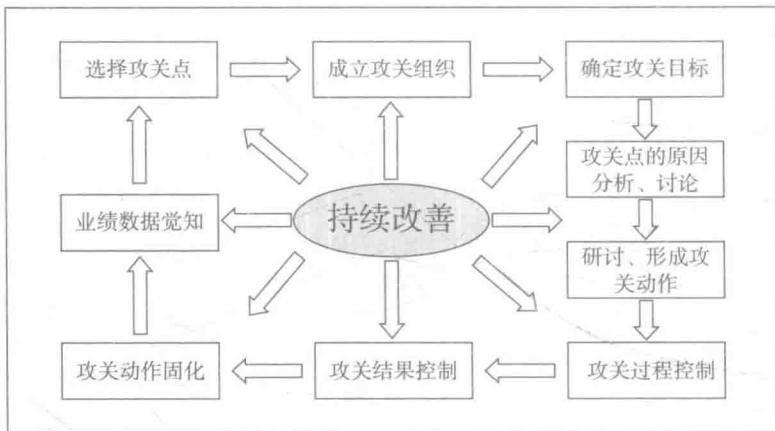 选择攻关点
成立攻关组织
确定攻关目标
攻关点的原因
分析、讨论
业绩数据觉知
持续改善
研讨、形成攻
关动作
攻关动作固化
攻关结果控制
攻关过程控制